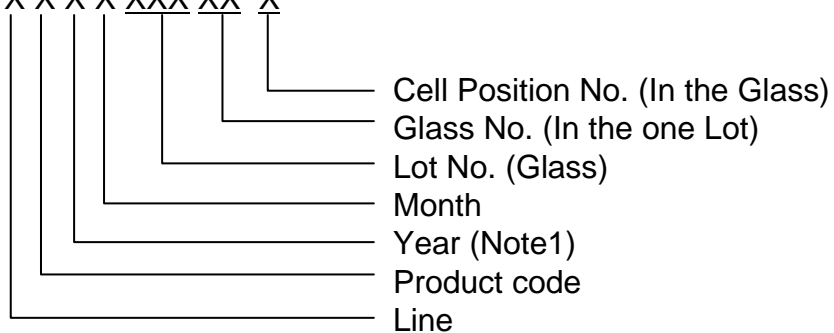 X X X X XXX XX X
Cell Position No. (In the Glass)
Glass No. (In the one Lot)
Lot No. (Glass)
Month
Year (Note1)
Product code
Line